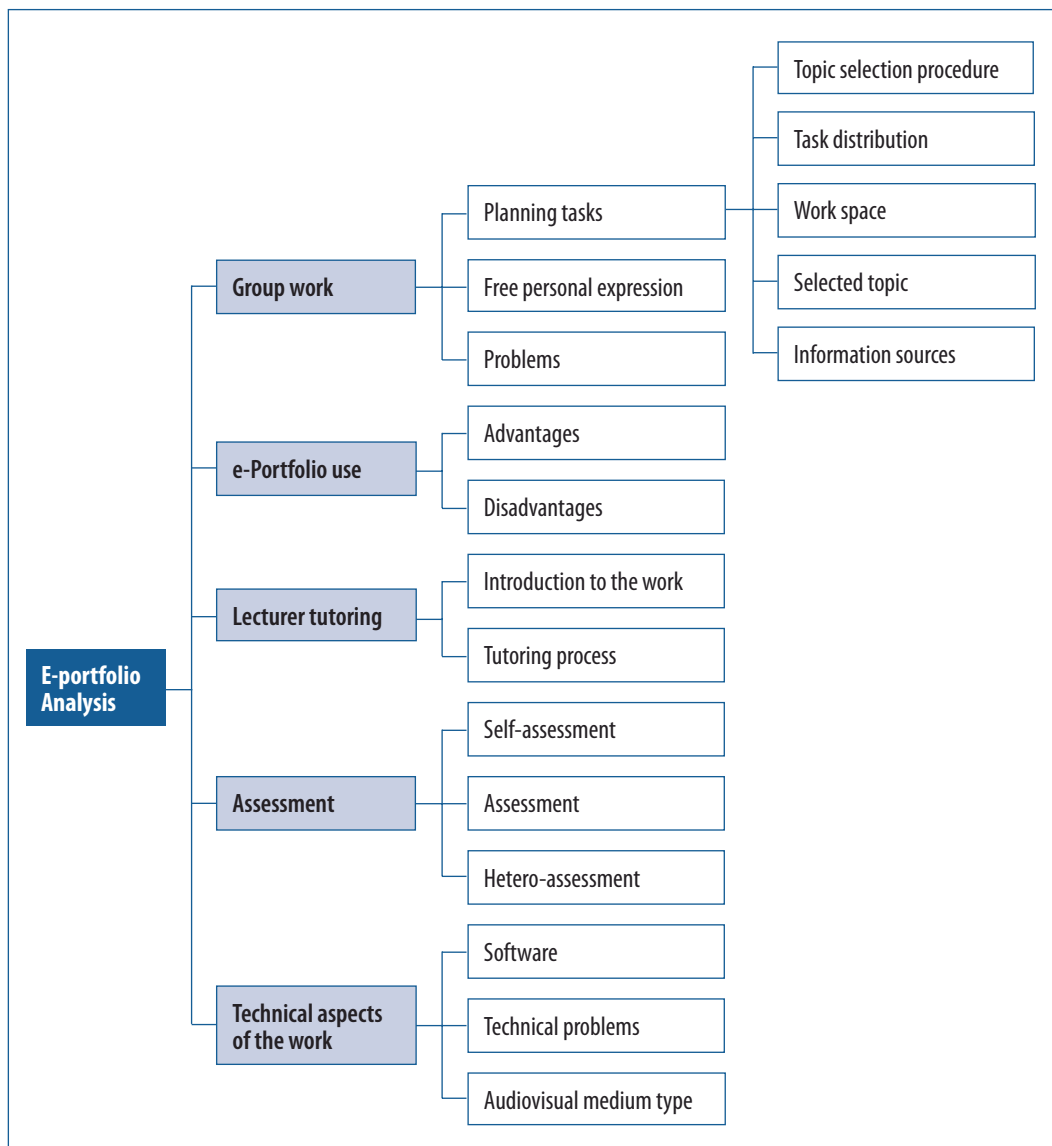 Topic selection procedure
Task distribution
Planning tasks
Work space
Group work
Free personal expression
Selected topic
Problems
Information sources
Advantages
e-Portfolio use
Disadvantages
Introduction to the work
Lecturer tutoring
Tutoring process
E-portfolio
Analysis
Self-assessment
Assessment
Assessment
Hetero-assessment
Software
Technical aspects
of the work
Technical problems
Audiovisual medium type